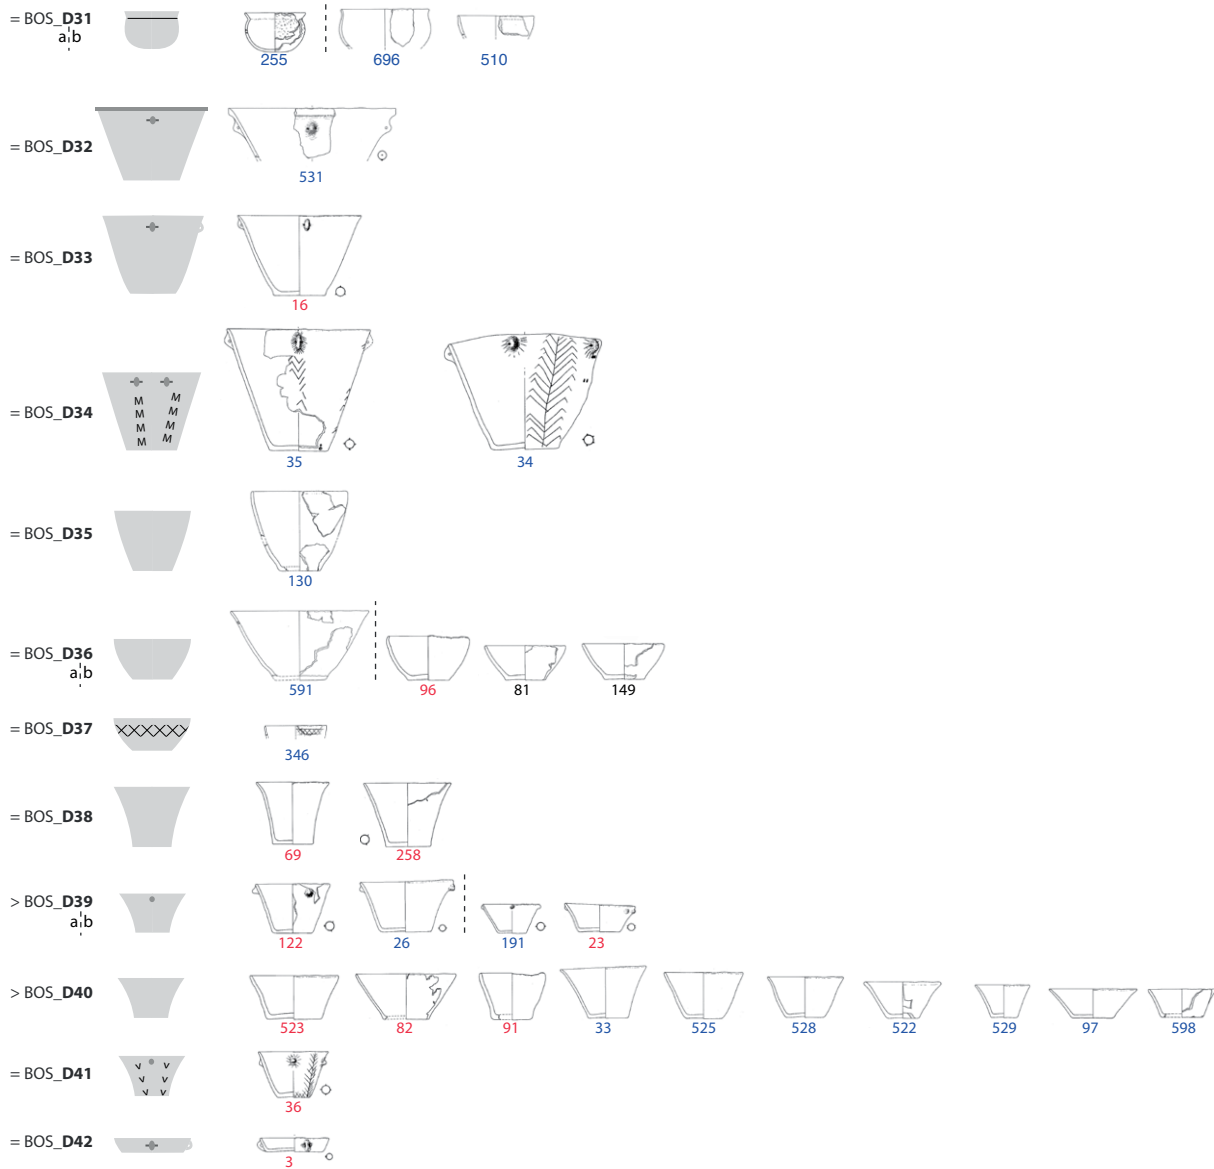 = BOS_D31
a¦b
255 696 510
= BOS_D32
531
= BOS_D33
16
= BOS_D34
M M
M M
M M
M M
35 34
= BOS_D35
130
= BOS_D36
a¦b
591 96 81 149
= BOS_D37
346
= BOS_D38
69 258
> BOS_D39
a¦b
122 26 191 23
> BOS_D40
523 82 91 33 525 528 522 529 97 598
= BOS_D41
v v
v v
v v
36
= BOS_D42
3